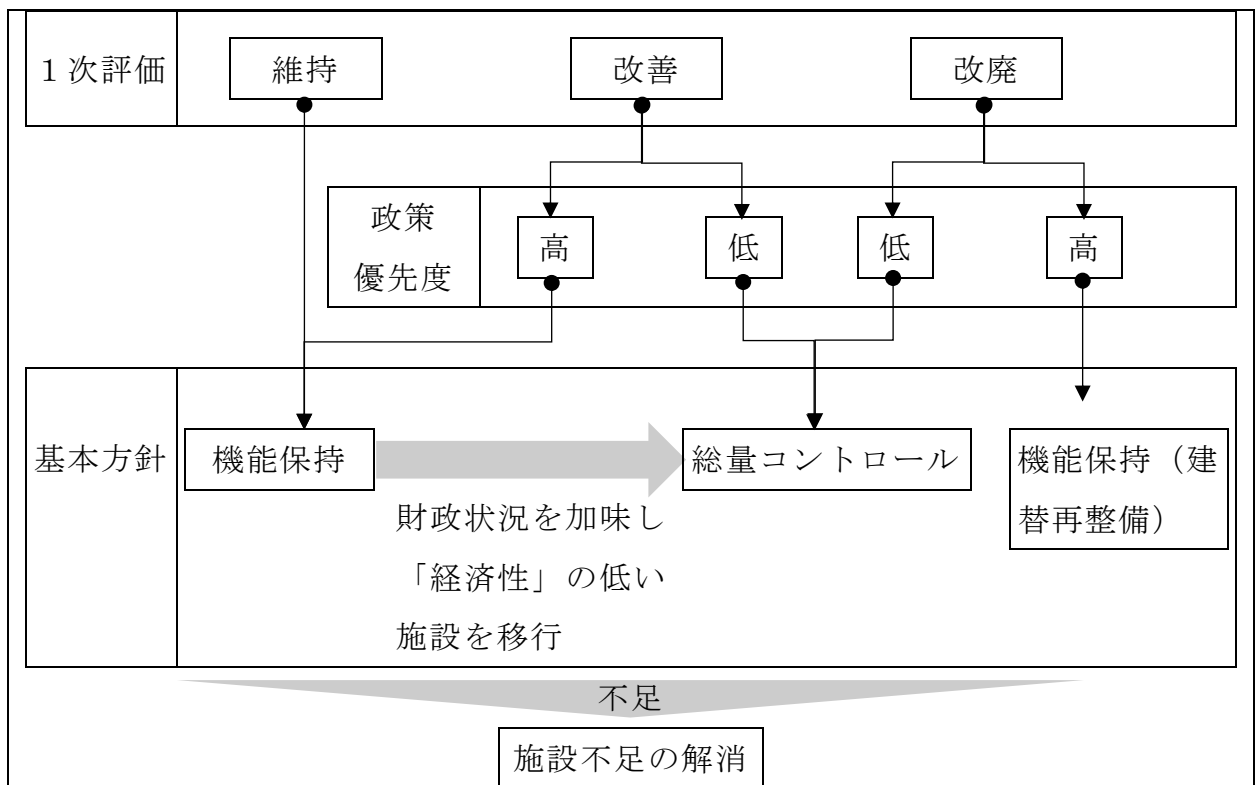 １次評価
維持
改善
改廃
政策
優先度
高
低
低
高
基本方針
機能保持
総量コントロール
機能保持（建
替再整備）
財政状況を加味し
「経済性」の低い
施設を移行
不足
施設不足の解消